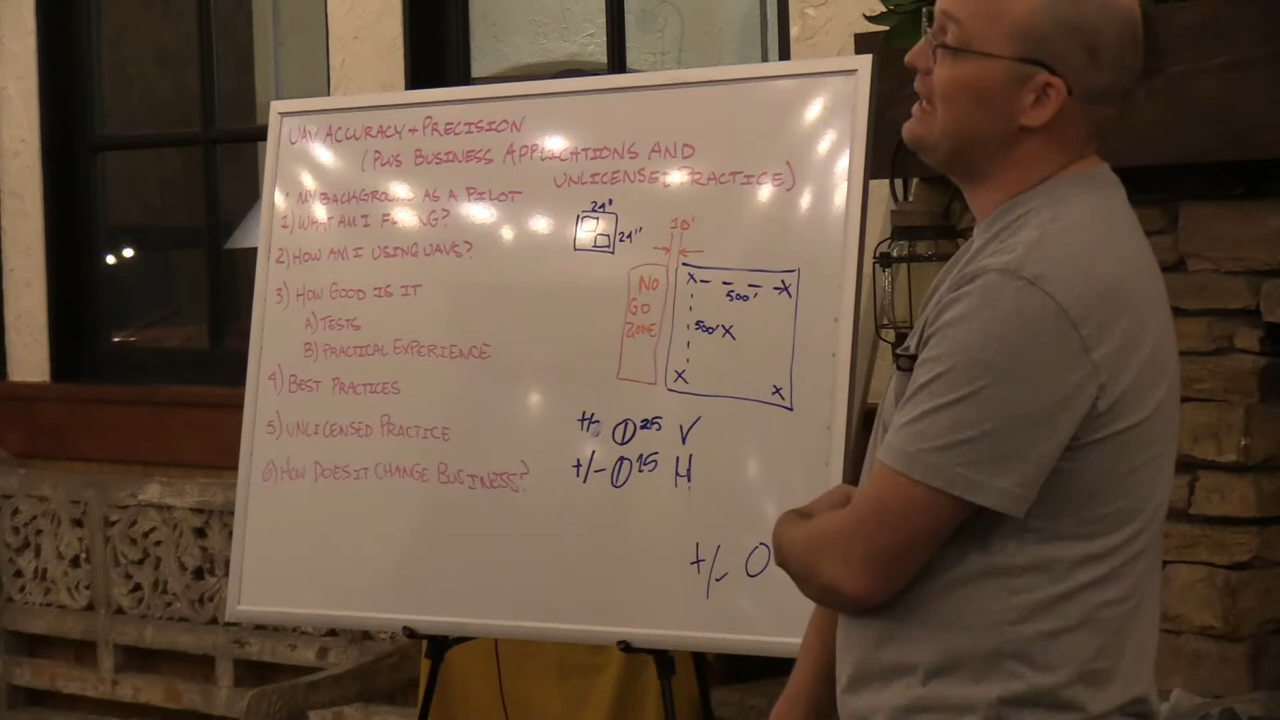 UAV ACCURACY + PRECISION
(PLUS BUSINESS APPLICATIONS AND
UNLICENSED PRACTICE)
• MY BACKGROUND AS A PILOT
1) WHAT AM I FLYING?
2) HOW AM I USING UAVS?
3) HOW GOOD IS IT
A) TESTS
B) PRACTICAL EXPERIENCE
4) BEST PRACTICES
5) UNLICENSED PRACTICE
6) HOW DOES IT CHANGE BUSINESS?
24"
24"
10'
NO
GO
ZONE
X X
500'
500' X
X X
+/- 0 25 V
+/- 0 15 H
+/- 0